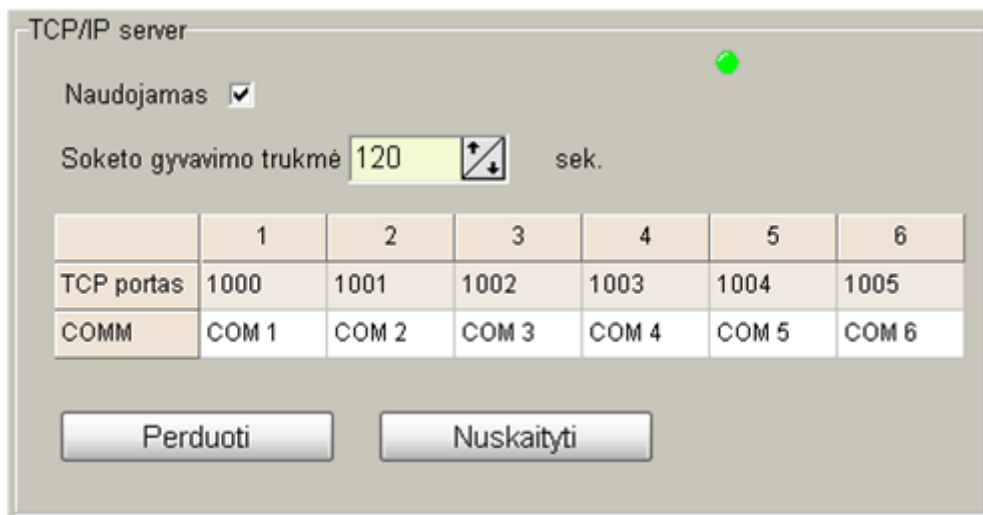 TCP/IP server
Naudojamas
Soketo gyvavimo trukmė 120 sek.
1 2 3 4 5 6
TCP portas 1000 1001 1002 1003 1004 1005
COMM COM 1 COM 2 COM 3 COM 4 COM 5 COM 6
Perduoti Nuskaityti